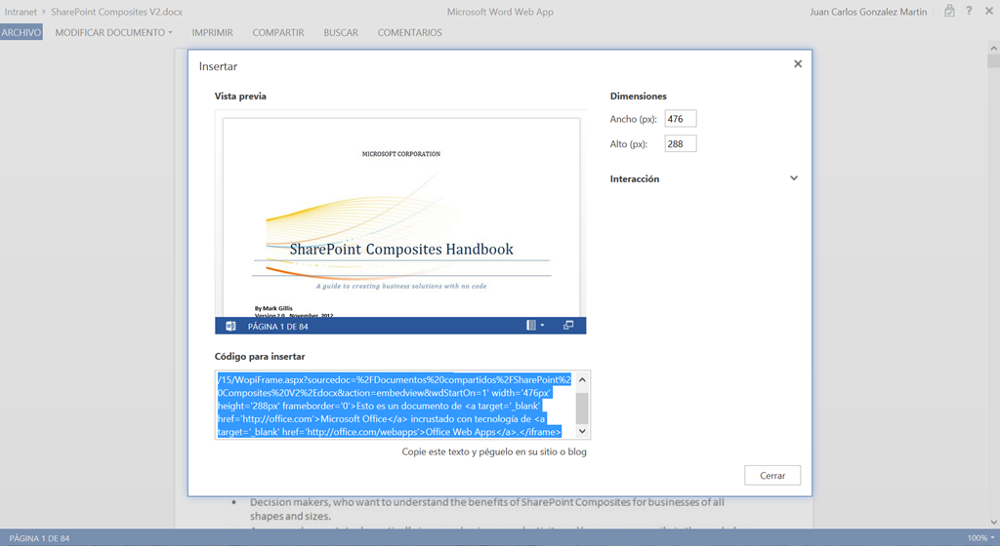 Intranet ▸ SharePoint Composites V2.docx
Microsoft Word Web App
Juan Carlos Gonzalez Martin
?
ARCHIVO MODIFICAR DOCUMENTO IMPRIMIR COMPARTIR BUSCAR COMENTARIOS
Insertar
Vista previa
MICROSOFT CORPORATION
SharePoint Composites Handbook
A guide to creating business solutions with no code
By Mark Gillis
Version 2.0, November, 2012
PÁGINA 1 DE 84
Dimensiones
Ancho (px): 476
Alto (px): 288
Interacción
Código para insertar
/15/WopiFrame.aspx?sourcedoc=%2FDocumentos%20compartidos%2FSharePoint%2
0Composites%20V2%2Edocx&action=embedview&wdStartOn=1' width='476px'
height='288px' frameborder='0'>Esto es un documento de <a target='_blank'
href='http://office.com'>Microsoft Office</a> incrustado con tecnología de <a
target='_blank' href='http://office.com/webapps'>Office Web Apps</a>.</iframe>
Copie este texto y péguelo en su sitio o blog
Cerrar
• Decision makers, who want to understand the benefits of SharePoint Composites for businesses of all
shapes and sizes.
PÁGINA 1 DE 84
100%